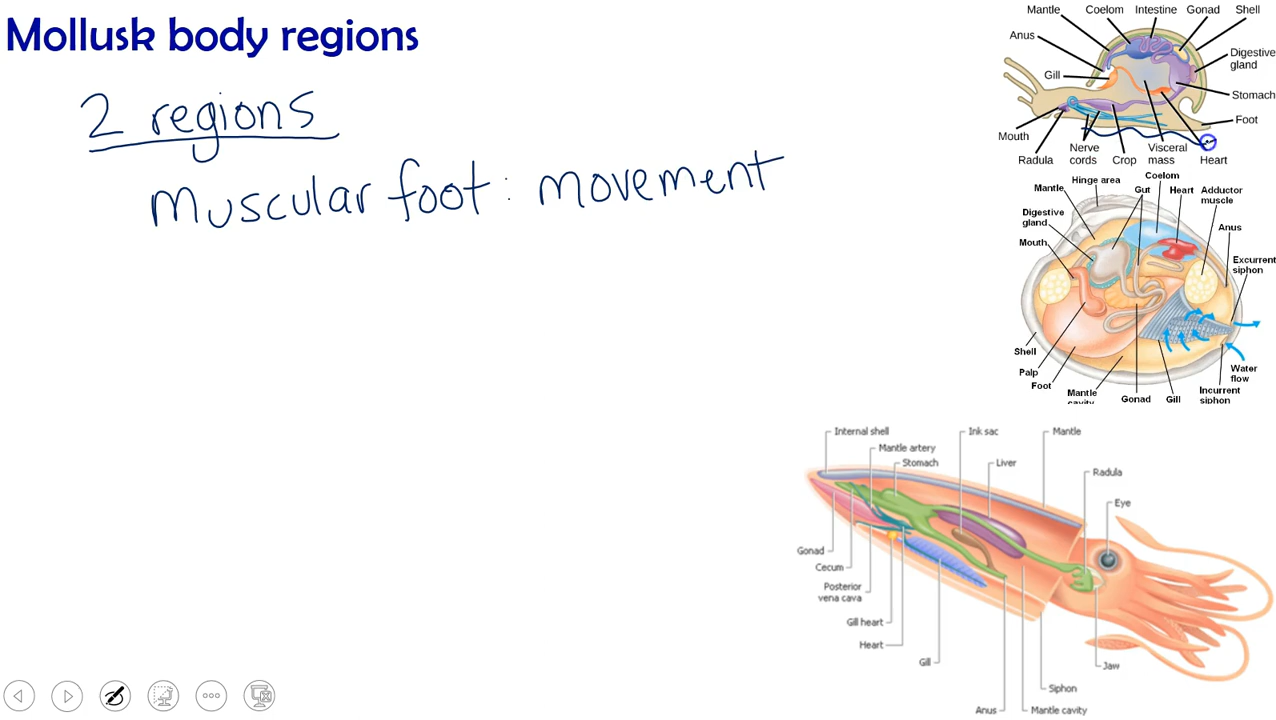 Mollusk body regions
2 regions
muscular foot: movement
Mantle
Coelom
Intestine
Gonad
Shell
Anus
Digestive
gland
Gill
Stomach
Foot
Mouth
Radula
Nerve
cords
Crop
Visceral
mass
Heart
Hinge area
Coelom
Mantle
Gut
Heart
Adductor
muscle
Digestive
gland
Anus
Mouth
Excurrent
siphon
Shell
Palp
Foot
Mantle
cavity
Gonad
Gill
Incurrent
siphon
Water
flow
Internal shell
Ink sac
Mantle
Mantle artery
Stomach
Liver
Radula
Eye
Gonad
Cecum
Posterior
vena cava
Gill heart
Heart
Gill
Jaw
Siphon
Anus
Mantle cavity